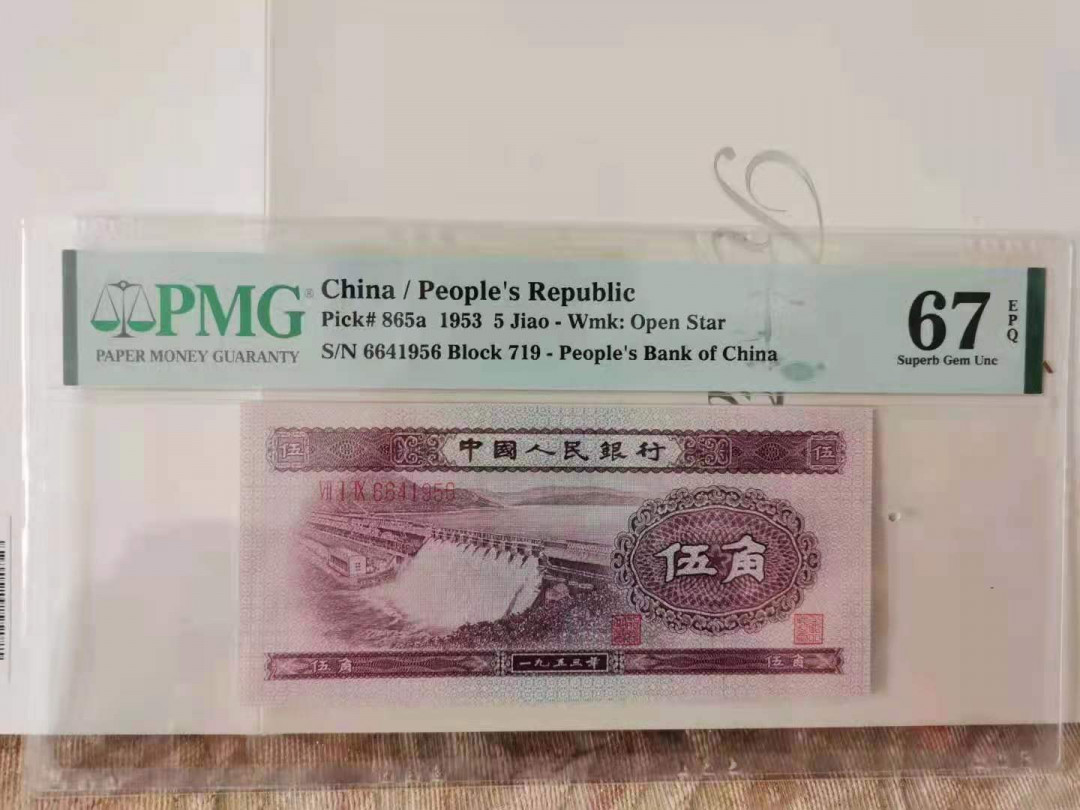 PMG®
PAPER MONEY GUARANTY
China / People's Republic
Pick# 865a 1953 5 Jiao - Wmk: Open Star
S/N 6641956 Block 719 - People's Bank of China
67
EPQ
Superb Gem Unc
伍 中國人民銀行 伍
VII I IX 6641956
伍角
伍角 一九五三年 伍角